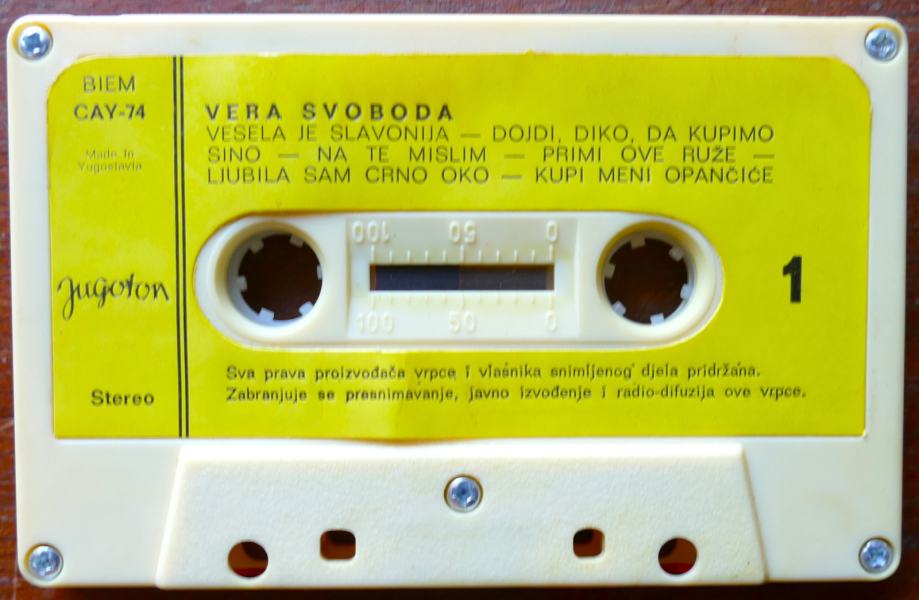 BIEM
CAY-74
Made in
Yugoslavia
jugoton
Stereo
VERA SVOBODA
VESELA JE SLAVONIJA — DOJDI, DIKO, DA KUPIMO
SINO — NA TE MISLIM — PRIMI OVE RUŽE —
LJUBILA SAM CRNO OKO — KUPI MENI OPANČIĆE
100 50 0
100 50 0
1
Sva prava proizvođača vrpce i vlasnika snimljenog djela pridržana.
Zabranjuje se presnimavanje, javno izvođenje i radio-difuzija ove vrpce.